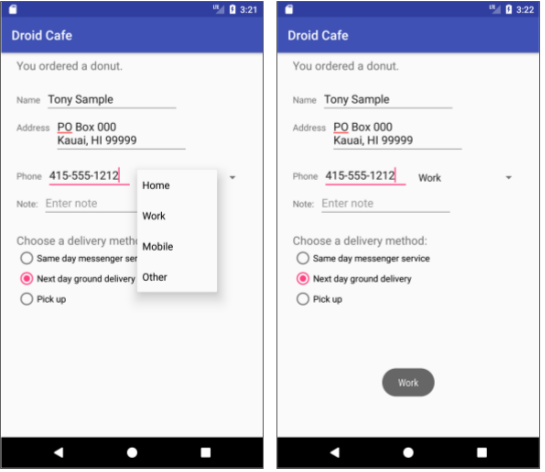 3:21
Droid Cafe
You ordered a donut.
Name Tony Sample
Address PO Box 000
Kauai, HI 99999
Phone 415-555-1212
Note: Enter note
Home
Work
Mobile
Other
Choose a delivery metho
Same day messenger ser
Next day ground delivery
Pick up
3:22
Droid Cafe
You ordered a donut.
Name Tony Sample
Address PO Box 000
Kauai, HI 99999
Phone 415-555-1212 Work
Note: Enter note
Choose a delivery method:
Same day messenger service
Next day ground delivery
Pick up
Work